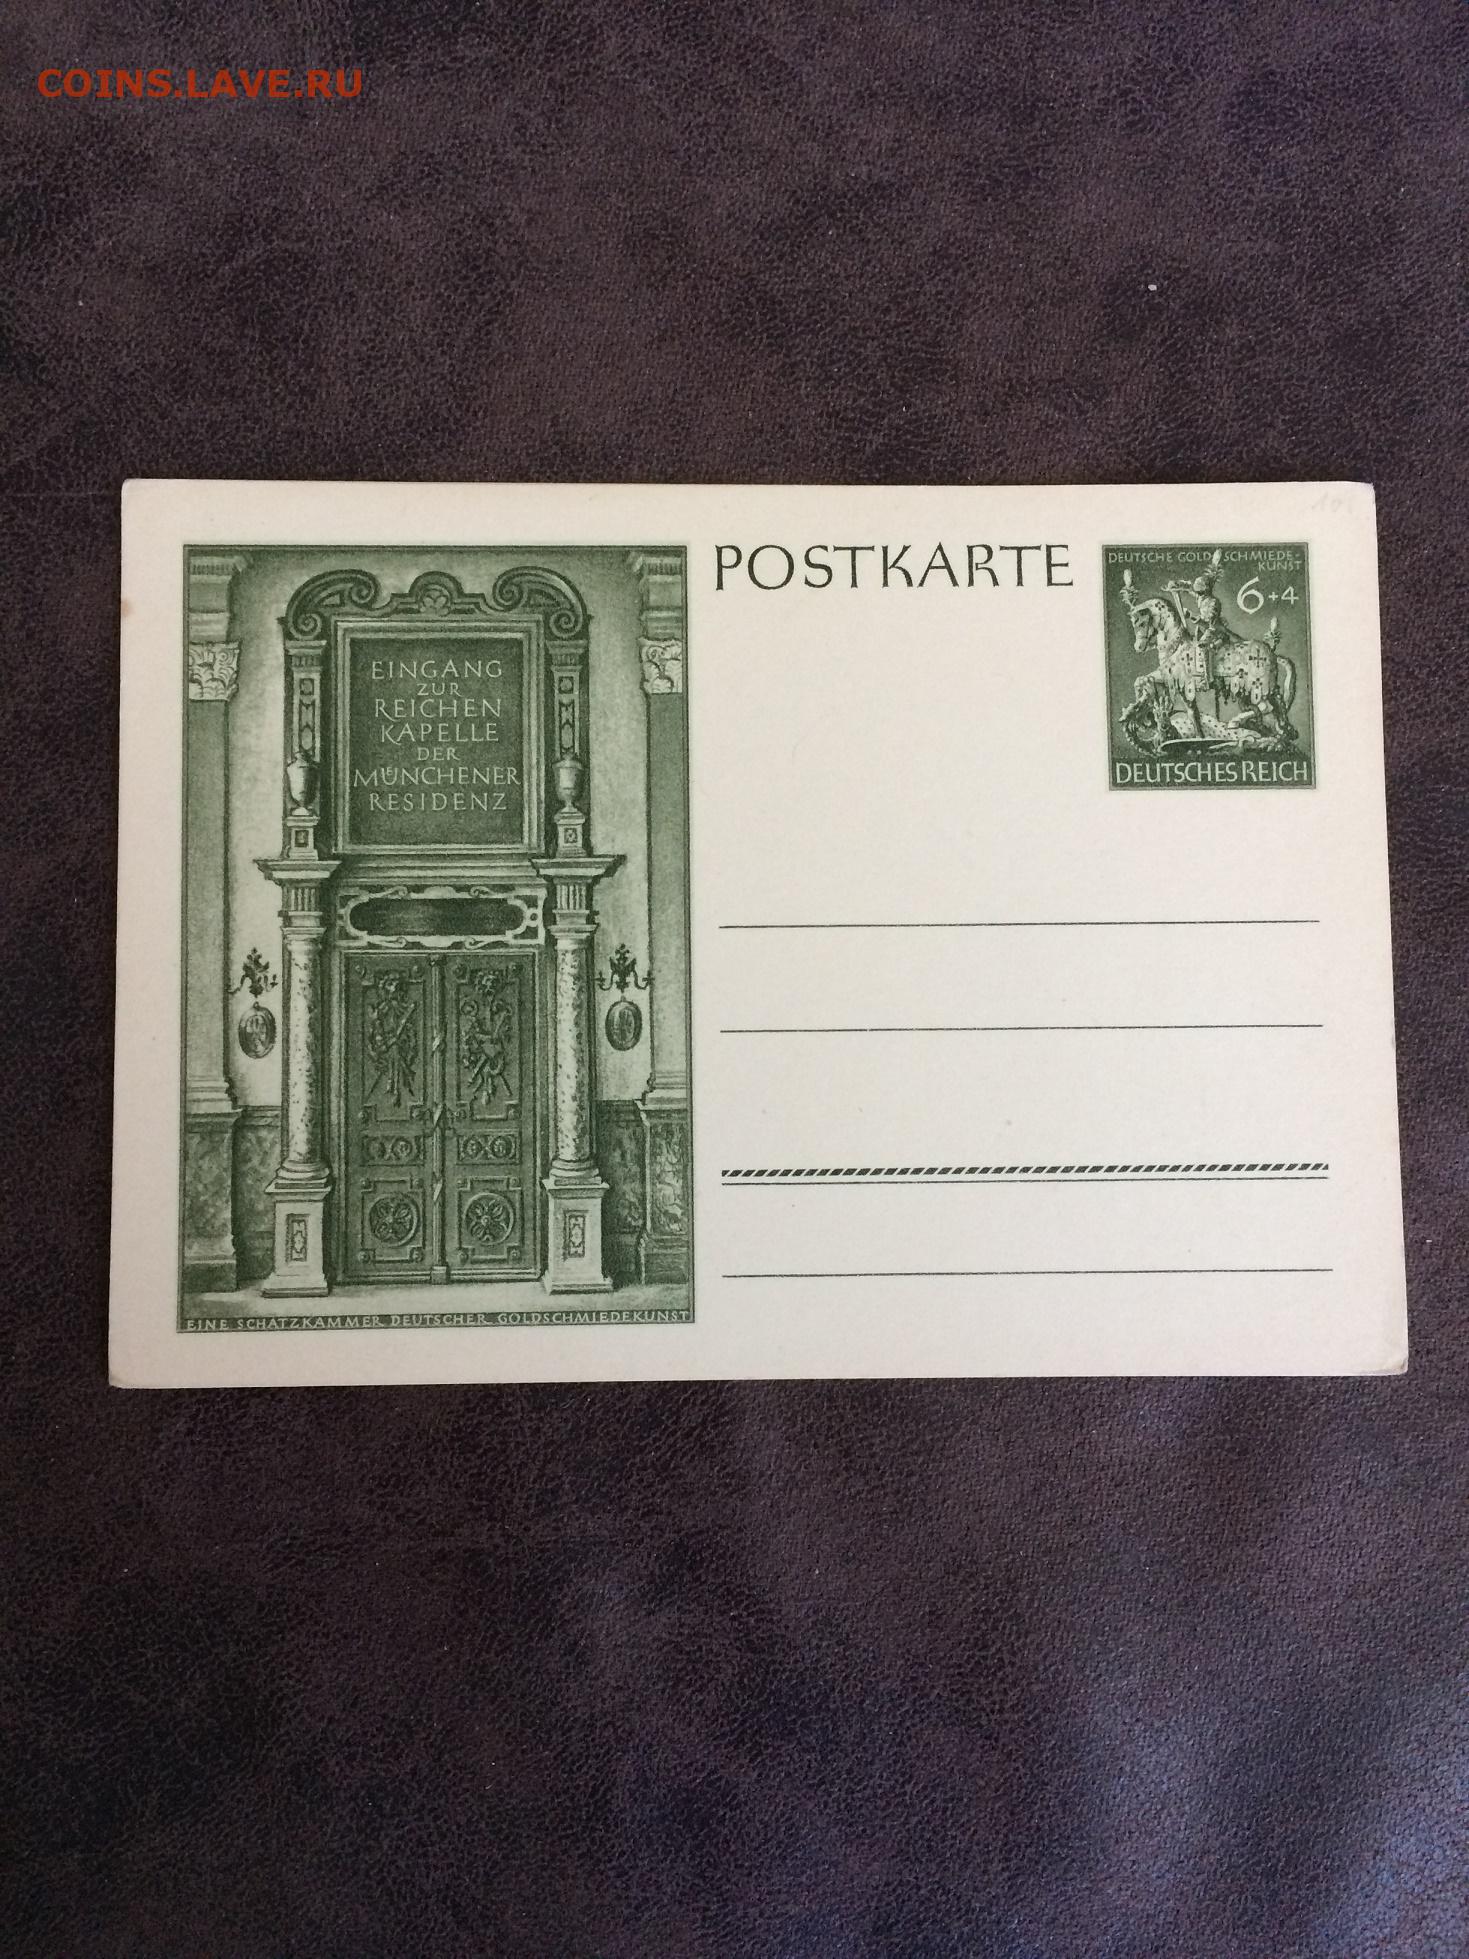 COINS.LAVE.RU
POSTKARTE
DEUTSCHE GOLDSCHMIEDE-
KUNST
6+4
DEUTSCHES REICH
EINGANG
ZUR
REICHEN
KAPELLE
DER
MÜNCHENER
RESIDENZ
EINE SCHATZKAMMER DEUTSCHER GOLDSCHMIEDEKUNST